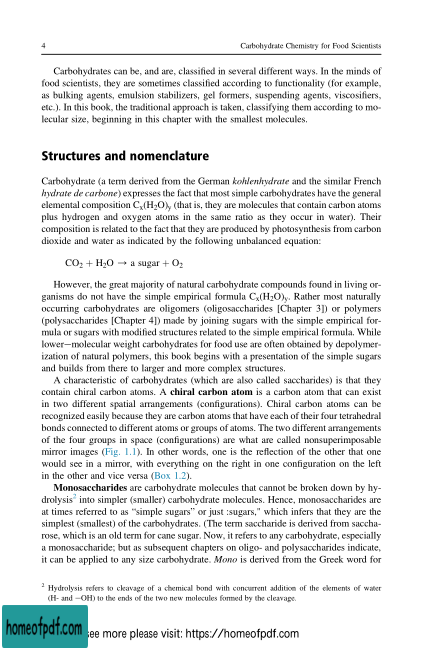 4 Carbohydrate Chemistry for Food Scientists
Carbohydrates can be, and are, classified in several different ways. In the minds of
food scientists, they are sometimes classified according to functionality (for example,
as bulking agents, emulsion stabilizers, gel formers, suspending agents, viscosifiers,
etc.). In this book, the traditional approach is taken, classifying them according to mo-
lecular size, beginning in this chapter with the smallest molecules.
Structures and nomenclature
Carbohydrate (a term derived from the German kohlenhydrate and the similar French
hydrate de carbone) expresses the fact that most simple carbohydrates have the general
elemental composition Cₓ(H₂O)ᵧ (that is, they are molecules that contain carbon atoms
plus hydrogen and oxygen atoms in the same ratio as they occur in water). Their
composition is related to the fact that they are produced by photosynthesis from carbon
dioxide and water as indicated by the following unbalanced equation:
CO₂ + H₂O → a sugar + O₂
However, the great majority of natural carbohydrate compounds found in living or-
ganisms do not have the simple empirical formula Cₓ(H₂O)ᵧ. Rather most naturally
occurring carbohydrates are oligomers (oligosaccharides [Chapter 3]) or polymers
(polysaccharides [Chapter 4]) made by joining sugars with the simple empirical for-
mula or sugars with modified structures related to the simple empirical formula. While
lower−molecular weight carbohydrates for food use are often obtained by depolymer-
ization of natural polymers, this book begins with a presentation of the simple sugars
and builds from there to larger and more complex structures.
A characteristic of carbohydrates (which are also called saccharides) is that they
contain chiral carbon atoms. A chiral carbon atom is a carbon atom that can exist
in two different spatial arrangements (configurations). Chiral carbon atoms can be
recognized easily because they are carbon atoms that have each of their four tetrahedral
bonds connected to different atoms or groups of atoms. The two different arrangements
of the four groups in space (configurations) are what are called nonsuperimposable
mirror images (Fig. 1.1). In other words, one is the reflection of the other that one
would see in a mirror, with everything on the right in one configuration on the left
in the other and vice versa (Box 1.2).
Monosaccharides are carbohydrate molecules that cannot be broken down by hy-
drolysis² into simpler (smaller) carbohydrate molecules. Hence, monosaccharides are
at times referred to as “simple sugars” or just :sugars,” which infers that they are the
simplest (smallest) of the carbohydrates. (The term saccharide is derived from saccha-
rose, which is an old term for cane sugar. Now, it refers to any carbohydrate, especially
a monosaccharide; but as subsequent chapters on oligo- and polysaccharides indicate,
it can be applied to any size carbohydrate. Mono is derived from the Greek word for
² Hydrolysis refers to cleavage of a chemical bond with concurrent addition of the elements of water
(H- and −OH) to the ends of the two new molecules formed by the cleavage.
homeofpdf.com see more please visit: https://homeofpdf.com